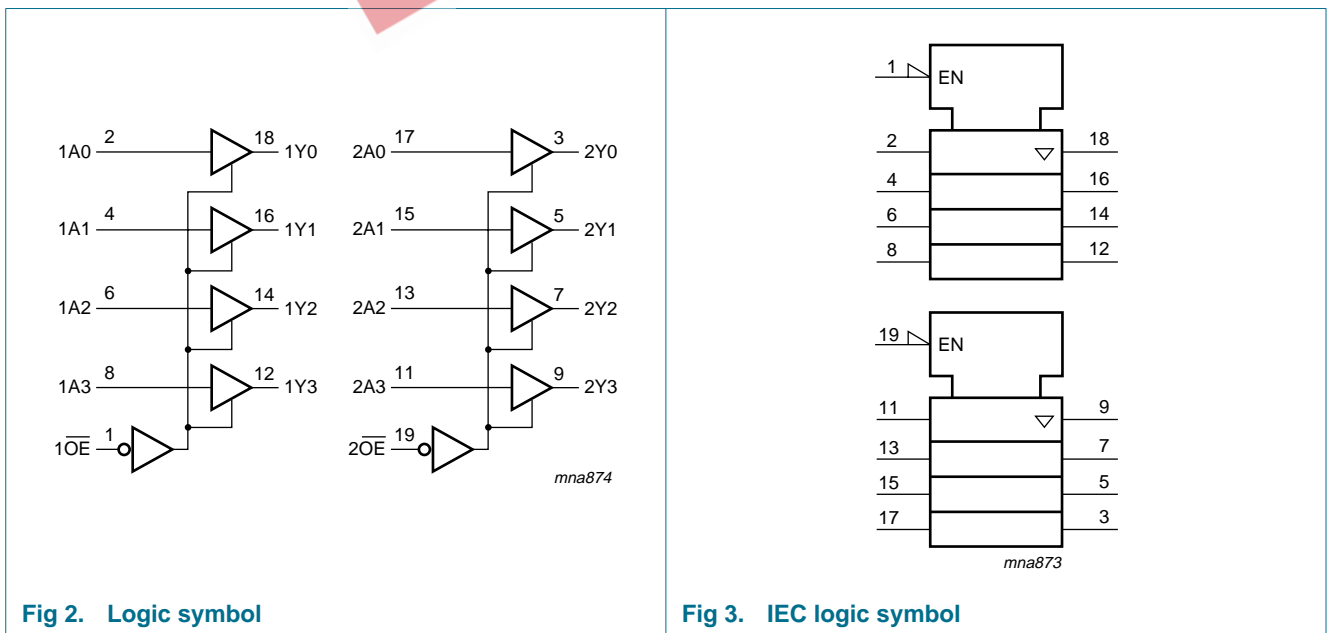 1A0 2 18 1Y0
1A1 4 16 1Y1
1A2 6 14 1Y2
1A3 8 12 1Y3
1O̅E̅ 1
2A0 17 3 2Y0
2A1 15 5 2Y1
2A2 13 7 2Y2
2A3 11 9 2Y3
2O̅E̅ 19
mna874
Fig 2. Logic symbol
1 EN
2 18
4 16
6 14
8 12
19 EN
11 9
13 7
15 5
17 3
mna873
Fig 3. IEC logic symbol